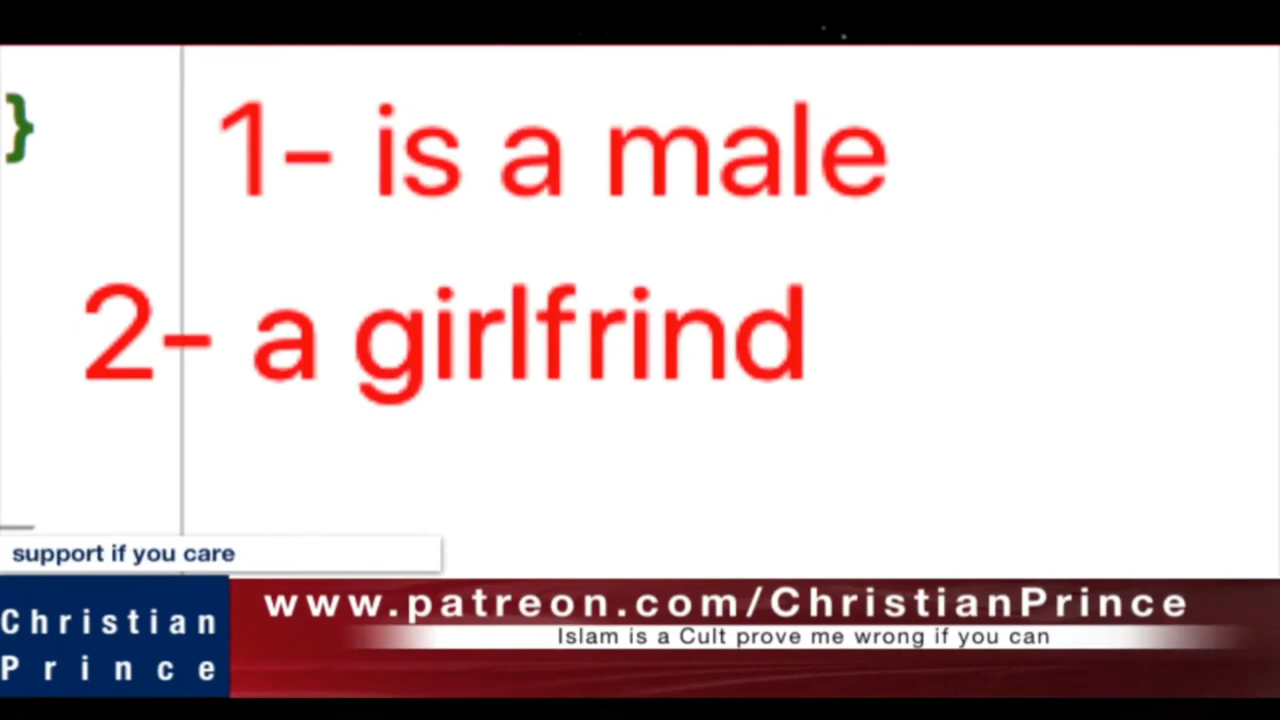 }
1- is a male
2- a girlfrind
support if you care
Christian
Prince
www.patreon.com/ChristianPrince
Islam is a Cult prove me wrong if you can